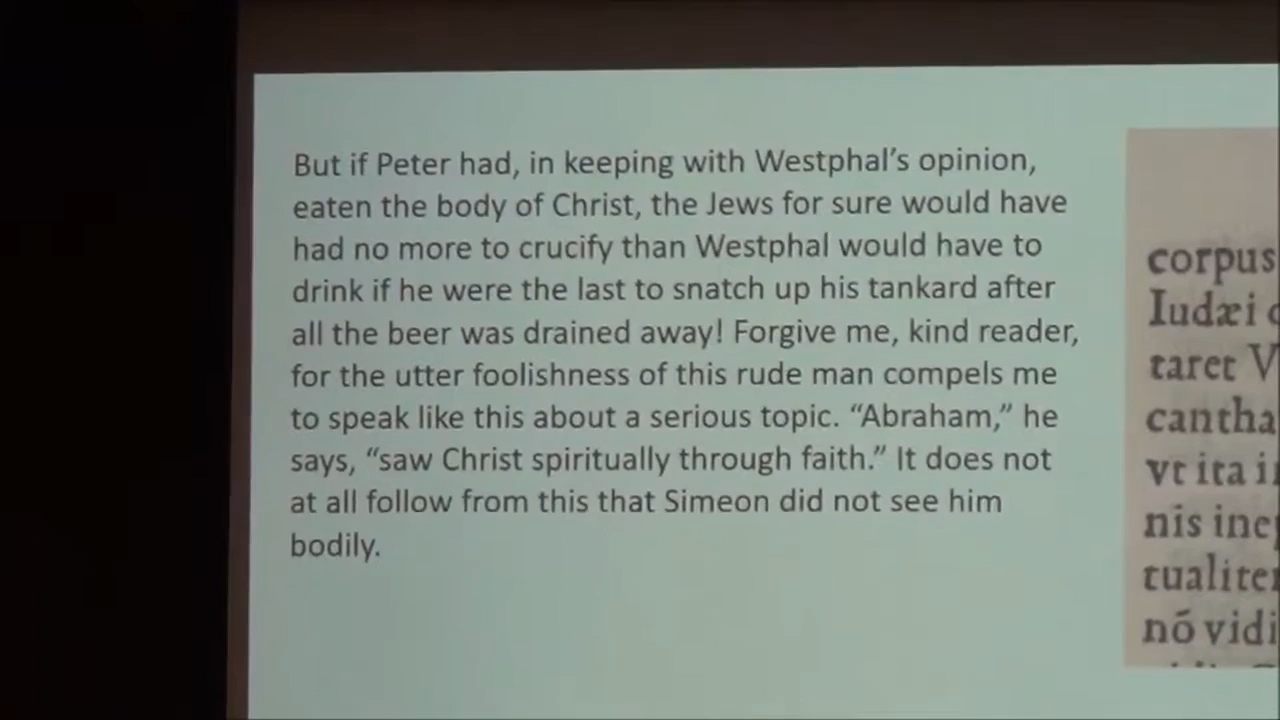 But if Peter had, in keeping with Westphal’s opinion,
eaten the body of Christ, the Jews for sure would have
had no more to crucify than Westphal would have to
drink if he were the last to snatch up his tankard after
all the beer was drained away! Forgive me, kind reader,
for the utter foolishness of this rude man compels me
to speak like this about a serious topic. “Abraham,” he
says, “saw Christ spiritually through faith.” It does not
at all follow from this that Simeon did not see him
bodily.
corpus
Iudæi
taret V
cantha
vt ita i
nis ine
tualite
nó vidi